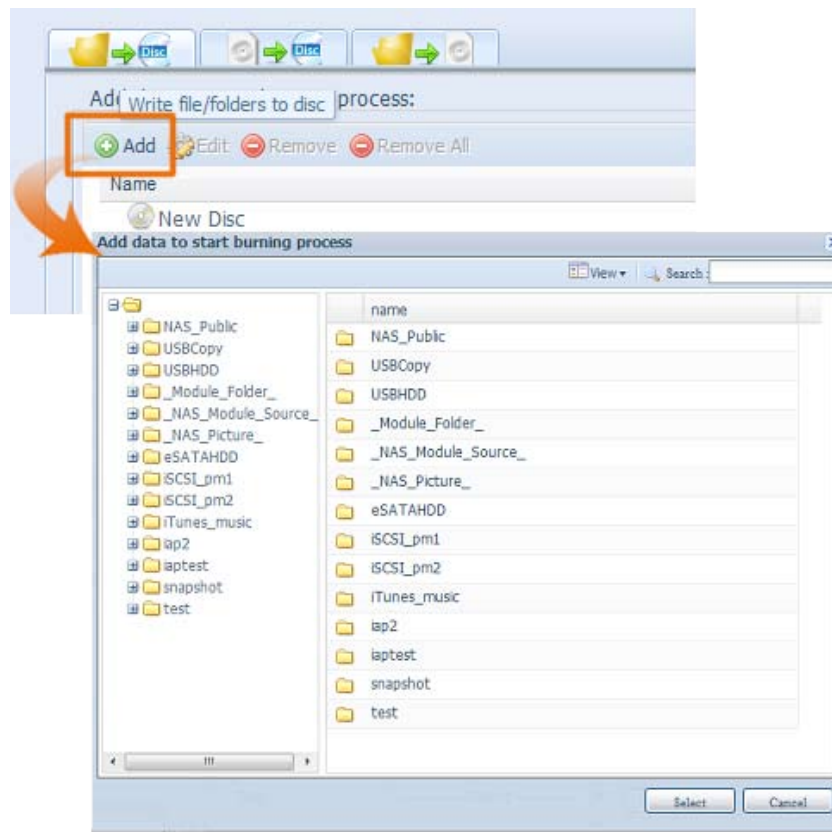 Disc Disc
Ad Write file/folders to disc process:
Add Edit Remove Remove All
Name
New Disc
Add data to start burning process
View Search :
name
NAS_Public
USBCopy
USBHDD
_Module_Folder_
_NAS_Module_Source_
_NAS_Picture_
eSATAHDD
iSCSI_pm1
iSCSI_pm2
iTunes_music
iap2
iaptest
snapshot
test
NAS_Public
USBCopy
USBHDD
_Module_Folder_
_NAS_Module_Source_
_NAS_Picture_
eSATAHDD
iSCSI_pm1
iSCSI_pm2
iTunes_music
iap2
iaptest
snapshot
test
Select Cancel